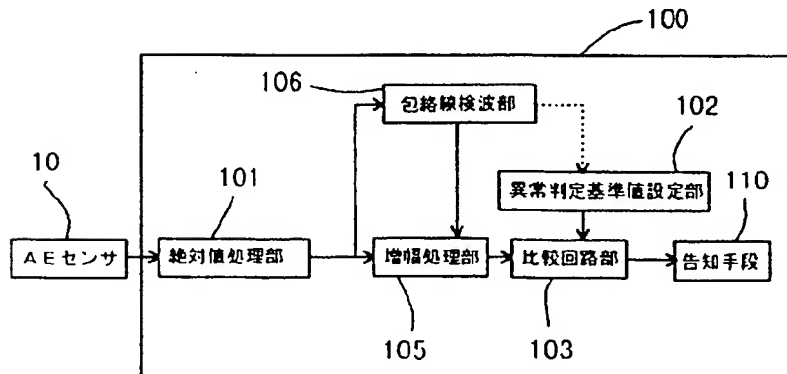 100
106
包絡線検波部
102
10
101
異常判定基準値設定部
110
AEセンサ
絶対値処理部
増幅処理部
比較回路部
告知手段
105
103